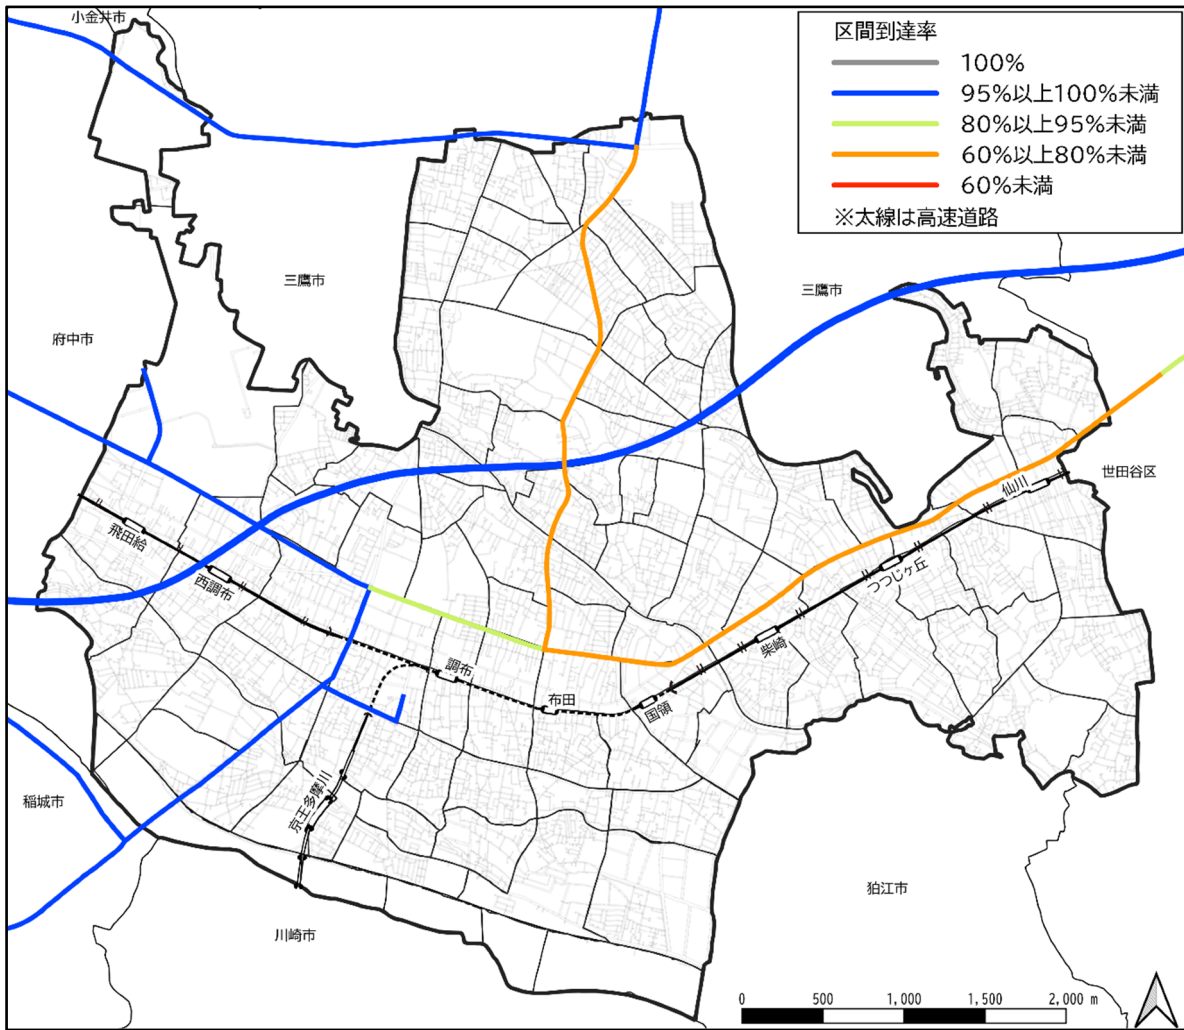 小金井市
区間到達率
100%
95%以上100%未満
80%以上95%未満
60%以上80%未満
60%未満
※太線は高速道路
三鷹市
三鷹市
府中市
世田谷区
仙川
飛田給
つつじヶ丘
西調布
柴崎
調布
布田
国領
京王多摩川
稲城市
狛江市
川崎市
0 500 1,000 1,500 2,000 m